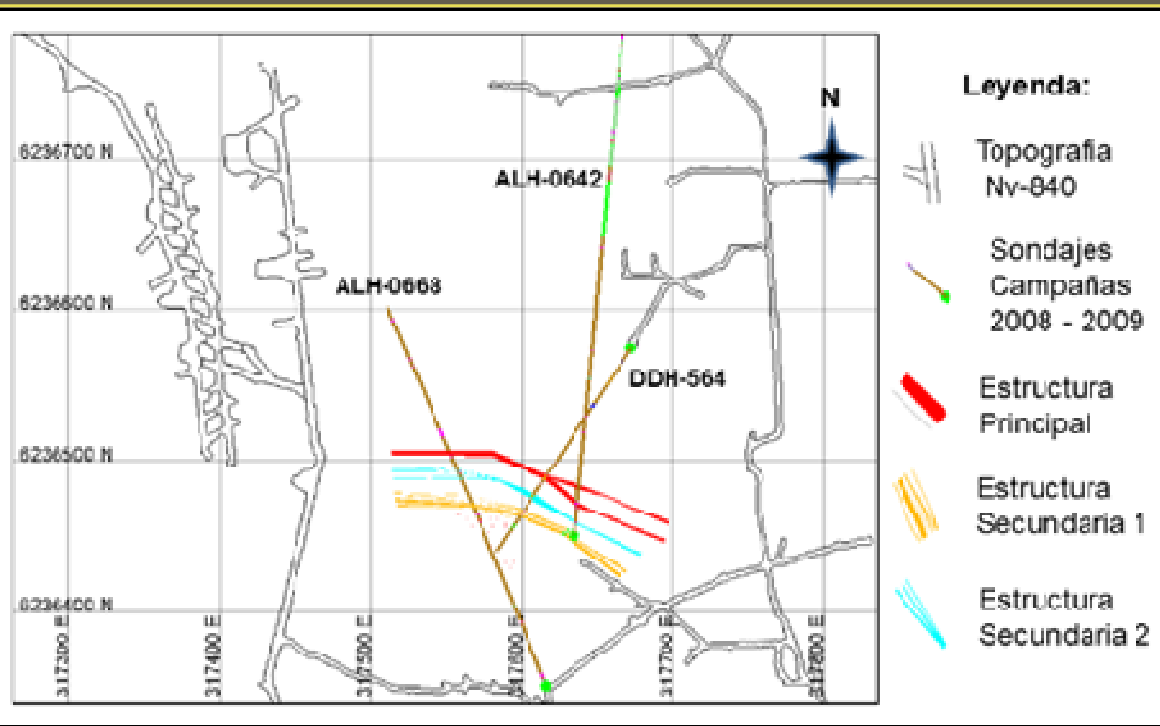 6236700 N
6236600 N
6236500 N
6236400 N
317300 E
317400 E
317500 E
317600 E
317700 E
317800 E
ALH-0642
ALH-0668
DDH-564
N
Leyenda:
Topografia
Nv-840
Sondajes
Campañas
2008 - 2009
Estructura
Principal
Estructura
Secundaria 1
Estructura
Secundaria 2